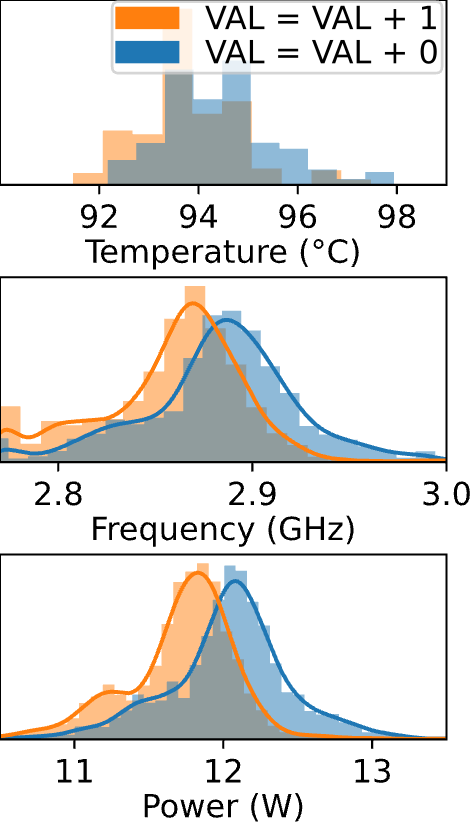 VAL = VAL + 1
VAL = VAL + 0
92 94 96 98
Temperature (°C)
2.8 2.9 3.0
Frequency (GHz)
11 12 13
Power (W)